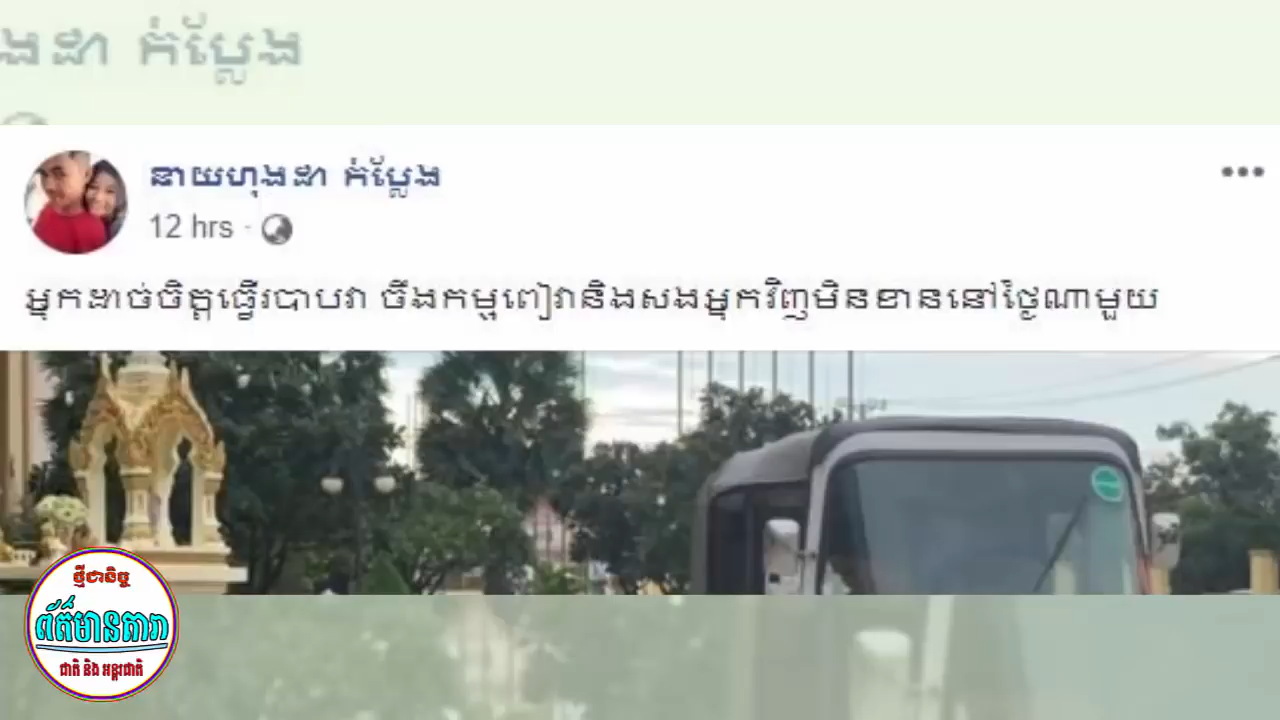 ងដា កំប្លែង
នាយហុងដា កំប្លែង
12 hrs ·
អ្នកដាច់ចិត្តធ្វើរបាបវា ចឹងកម្មពៀវានិងសងអ្នកវិញមិនខាននៅថ្ងៃណាមួយ
ថ្មីជានិច្ច
ព័ត៌មានតារា
ជាតិ និង អន្តរជាតិ